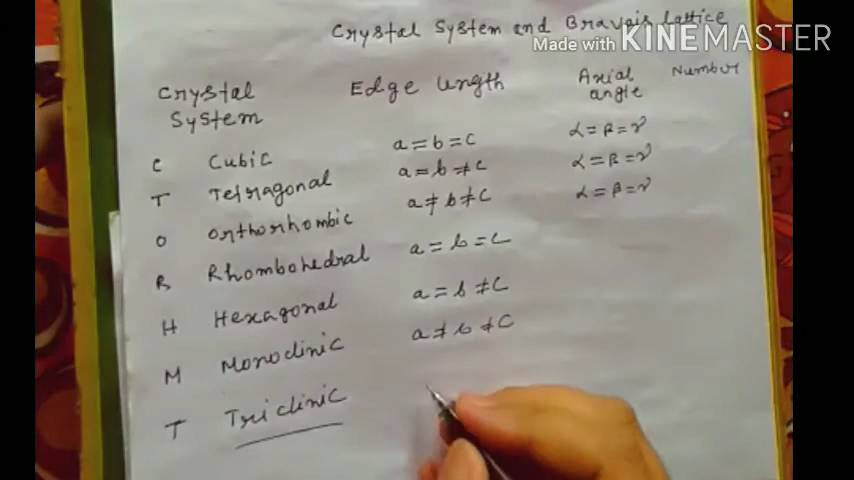 Crystal System and Bravais Lattice
Made with KINEMASTER
Crystal System Edge length Axial angle Number
C Cubic a = b = c α = β = γ
T Tetragonal a = b ≠ c α = β = γ
O Orthorhombic a ≠ b ≠ c α = β = γ
R Rhombohedral a = b = c
H Hexagonal a = b ≠ c
M Monoclinic a ≠ b ≠ c
T Triclinic